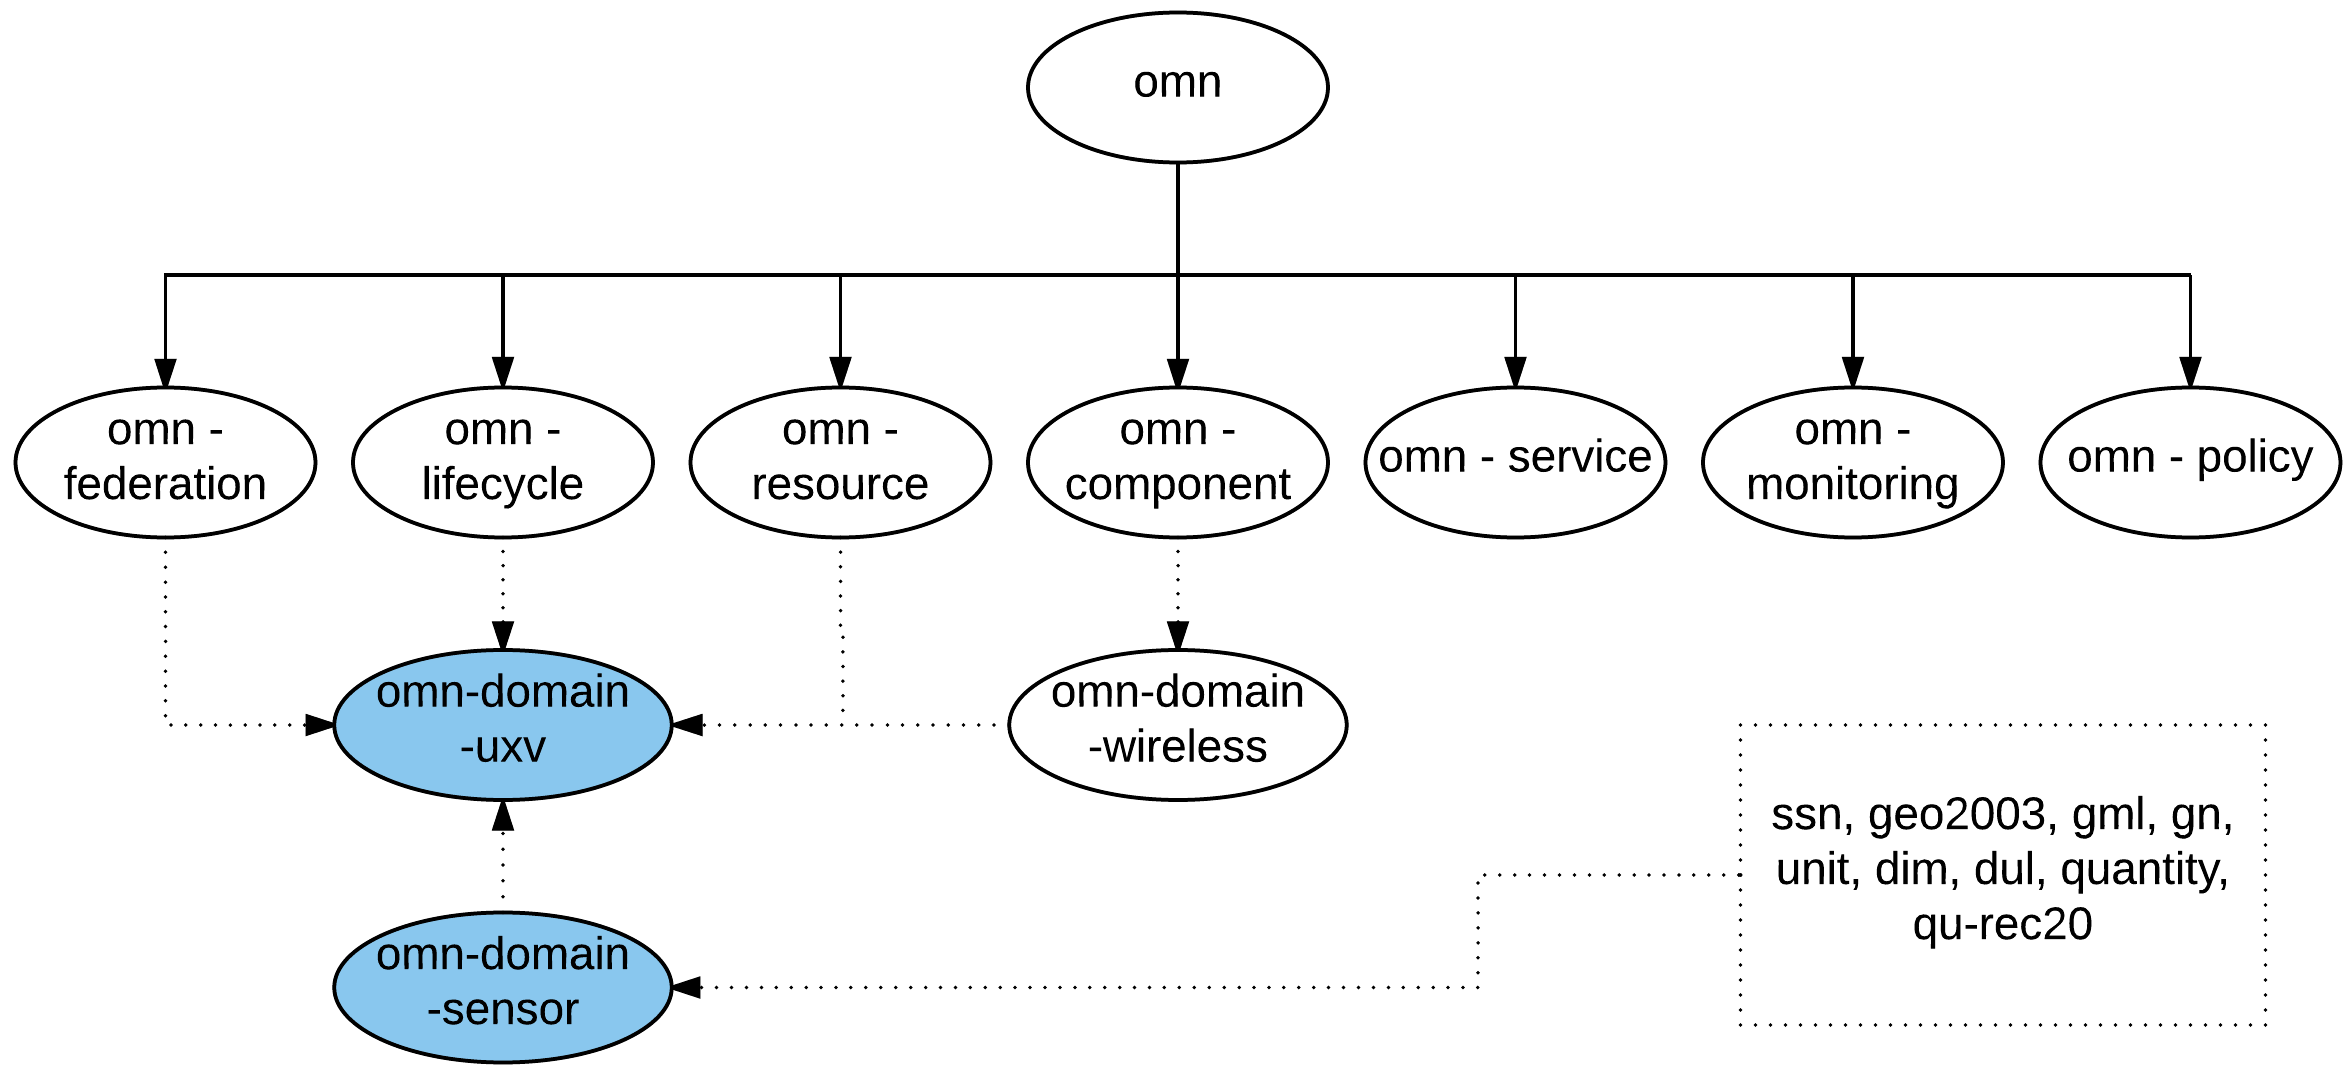 omn
omn -
federation
omn -
lifecycle
omn -
resource
omn -
component
omn - service
omn -
monitoring
omn - policy
omn-domain
-uxv
omn-domain
-wireless
ssn, geo2003, gml, gn,
unit, dim, dul, quantity,
qu-rec20
omn-domain
-sensor